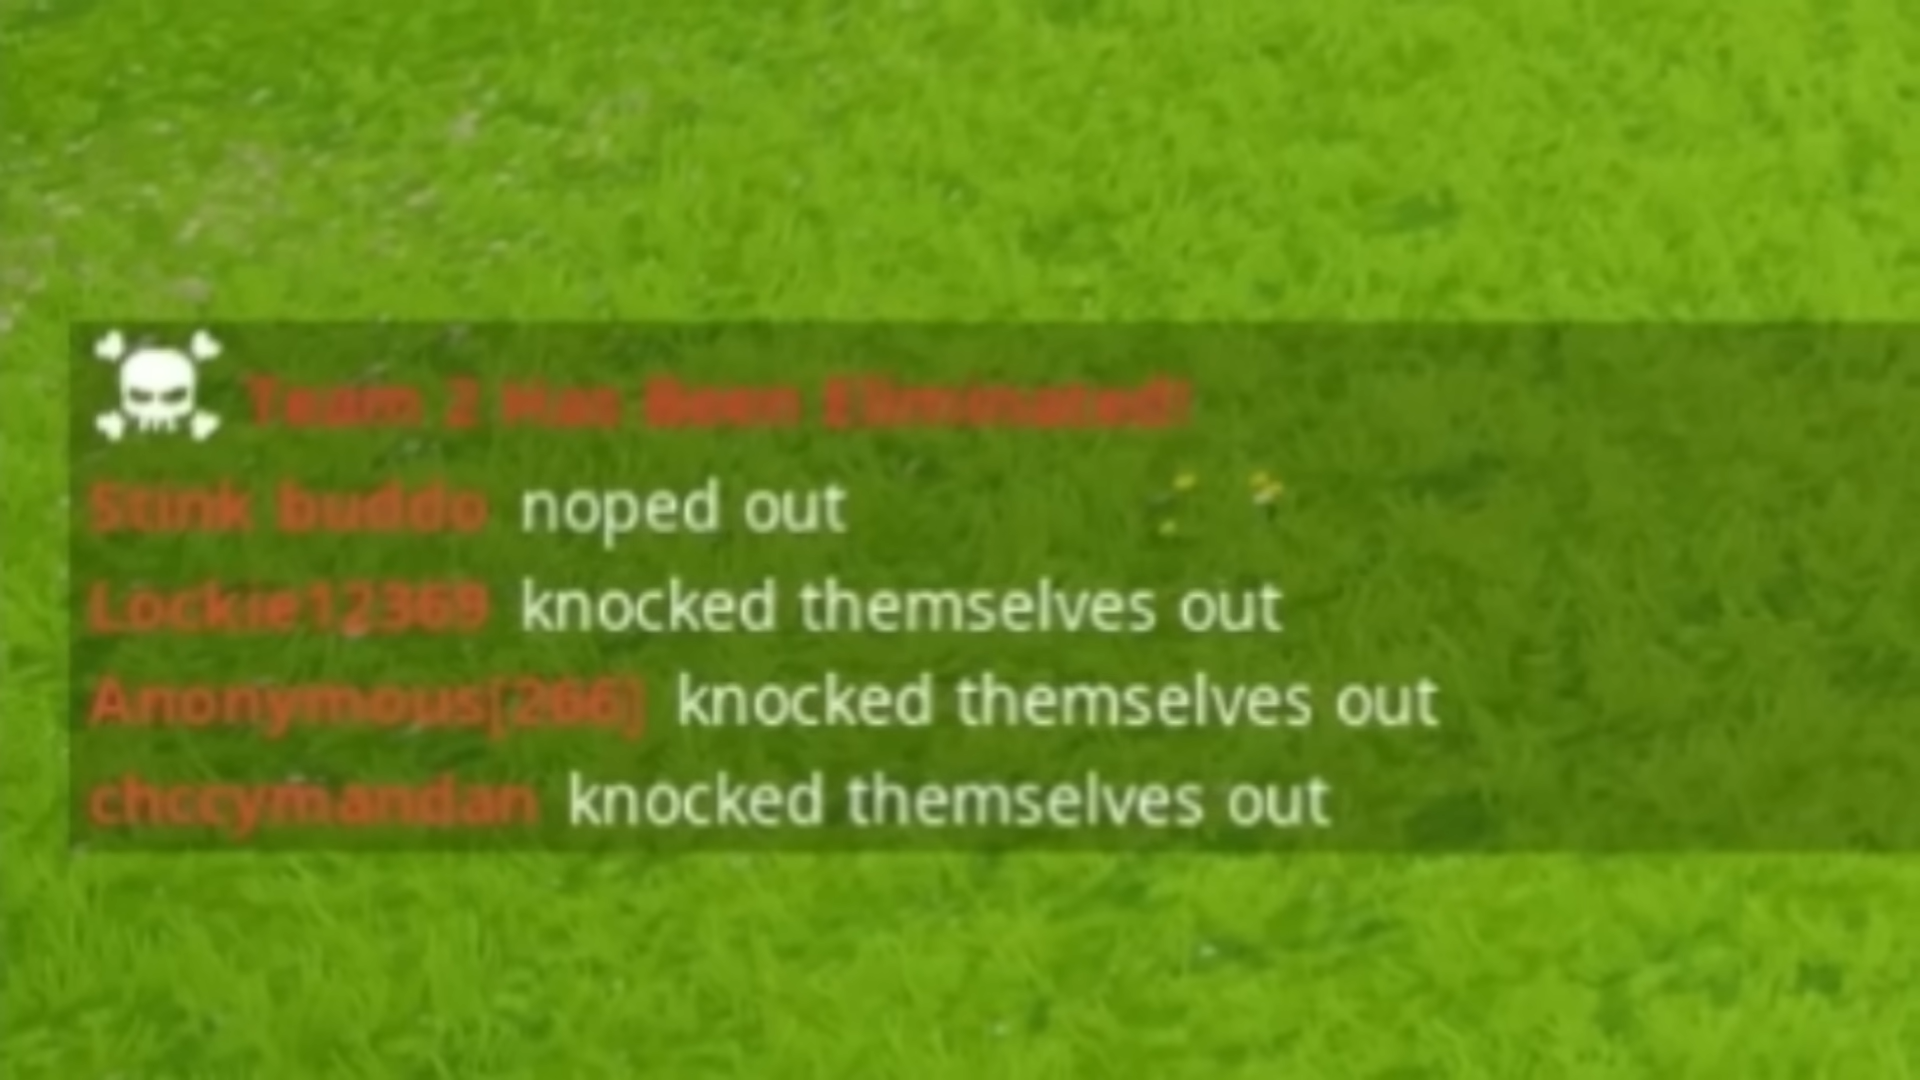 Team 2 Has Been Eliminated!
Stink buddo noped out
Lockie12369 knocked themselves out
Anonymous[266] knocked themselves out
chccymandan knocked themselves out